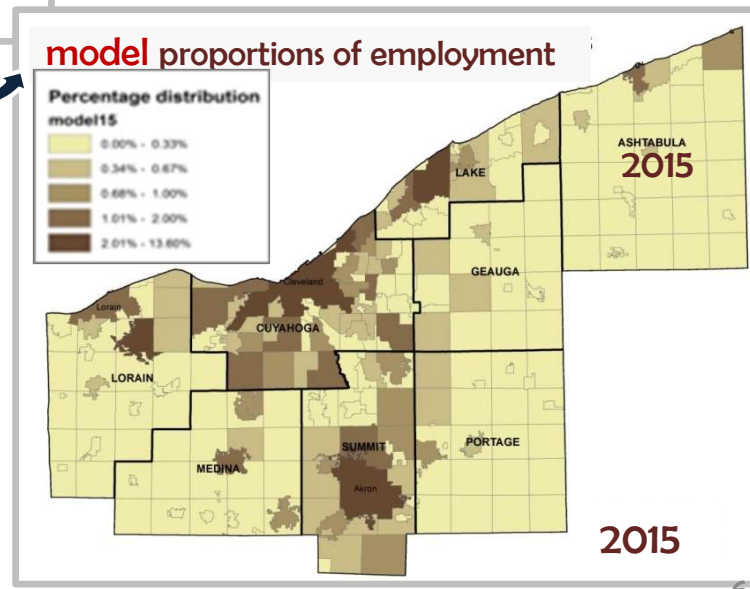 model proportions of employment
Percentage distribution
model15
0.00% - 0.33%
0.34% - 0.67%
0.68% - 1.00%
1.01% - 2.00%
2.01% - 13.60%
ASHTABULA
2015
LAKE
GEAUGA
Cleveland
CUYAHOGA
Lorain
LORAIN
SUMMIT
PORTAGE
MEDINA
Akron
2015